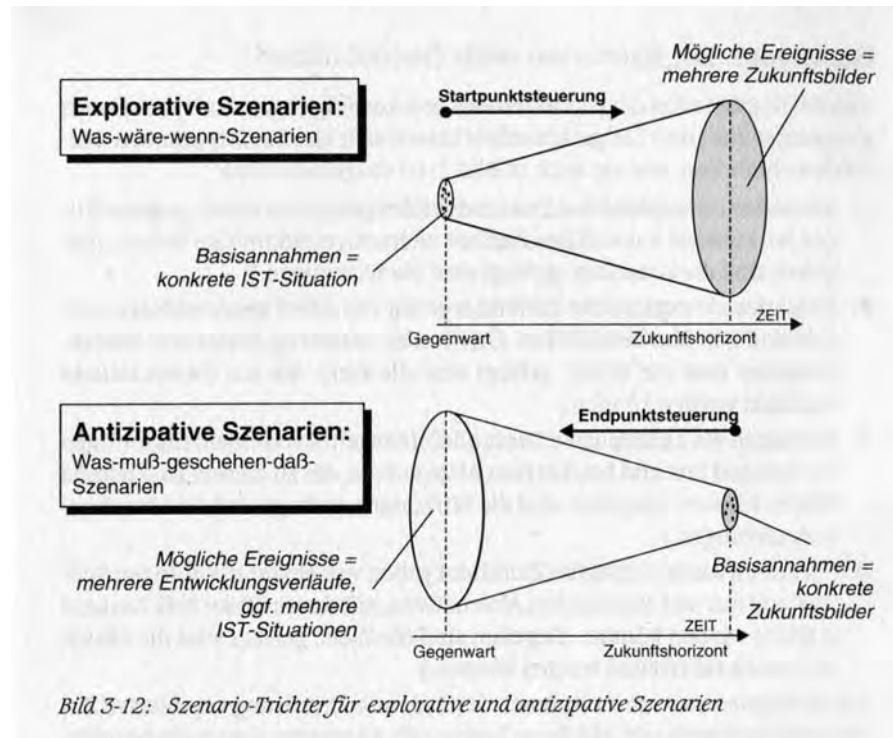 Mögliche Ereignisse =
mehrere Zukunftsbilder
Explorative Szenarien:
Was-wäre-wenn-Szenarien
Startpunktsteuerung
Basisannahmen =
konkrete IST-Situation
ZEIT
Gegenwart
Zukunftshorizont
Antizipative Szenarien:
Was-muß-geschehen-daß-
Szenarien
Endpunktsteuerung
Mögliche Ereignisse =
mehrere Entwicklungsverläufe,
ggf. mehrere
IST-Situationen
Basisannahmen =
konkrete
Zukunftsbilder
ZEIT
Gegenwart
Zukunftshorizont
Bild 3-12: Szenario-Trichter für explorative und antizipative Szenarien